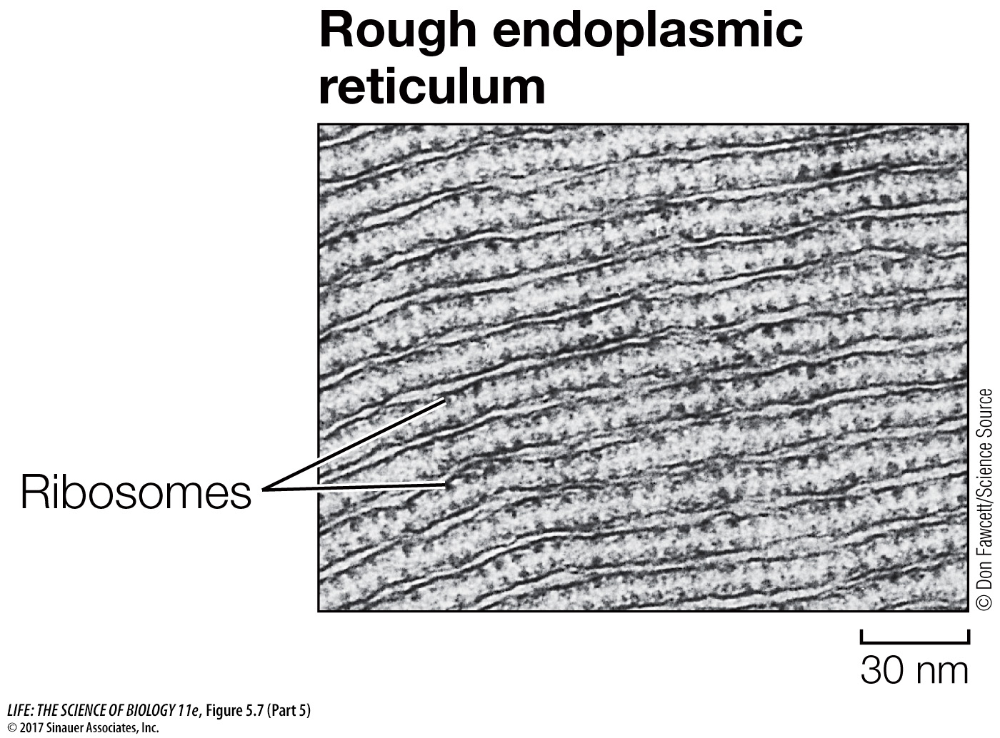 Rough endoplasmic
reticulum
Ribosomes
© Don Fawcett/Science Source
30 nm
LIFE: THE SCIENCE OF BIOLOGY 11e, Figure 5.7 (Part 5)
© 2017 Sinauer Associates, Inc.